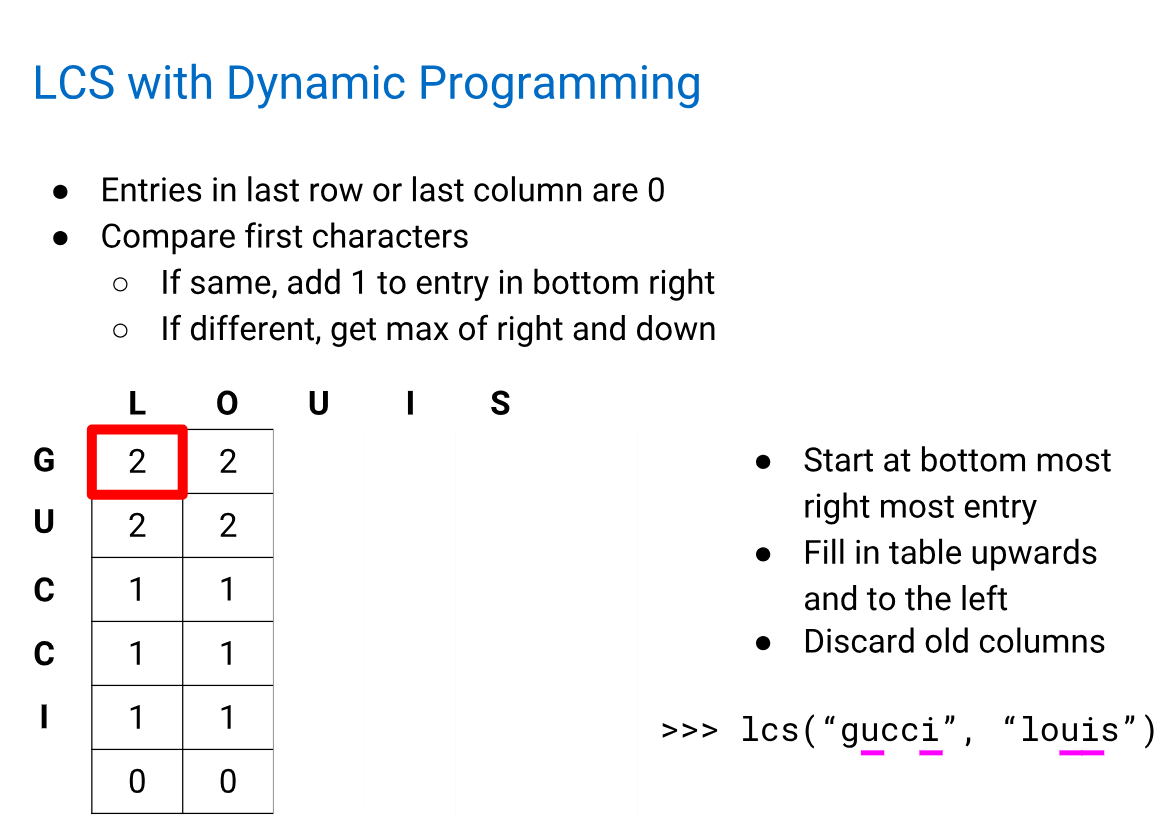 LCS with Dynamic Programming
● Entries in last row or last column are 0
● Compare first characters
○ If same, add 1 to entry in bottom right
○ If different, get max of right and down
L O U I S
G 2 2
U 2 2
C 1 1
C 1 1
I 1 1
0 0
● Start at bottom most
right most entry
● Fill in table upwards
and to the left
● Discard old columns
>>> lcs(“gucci”, “louis”)